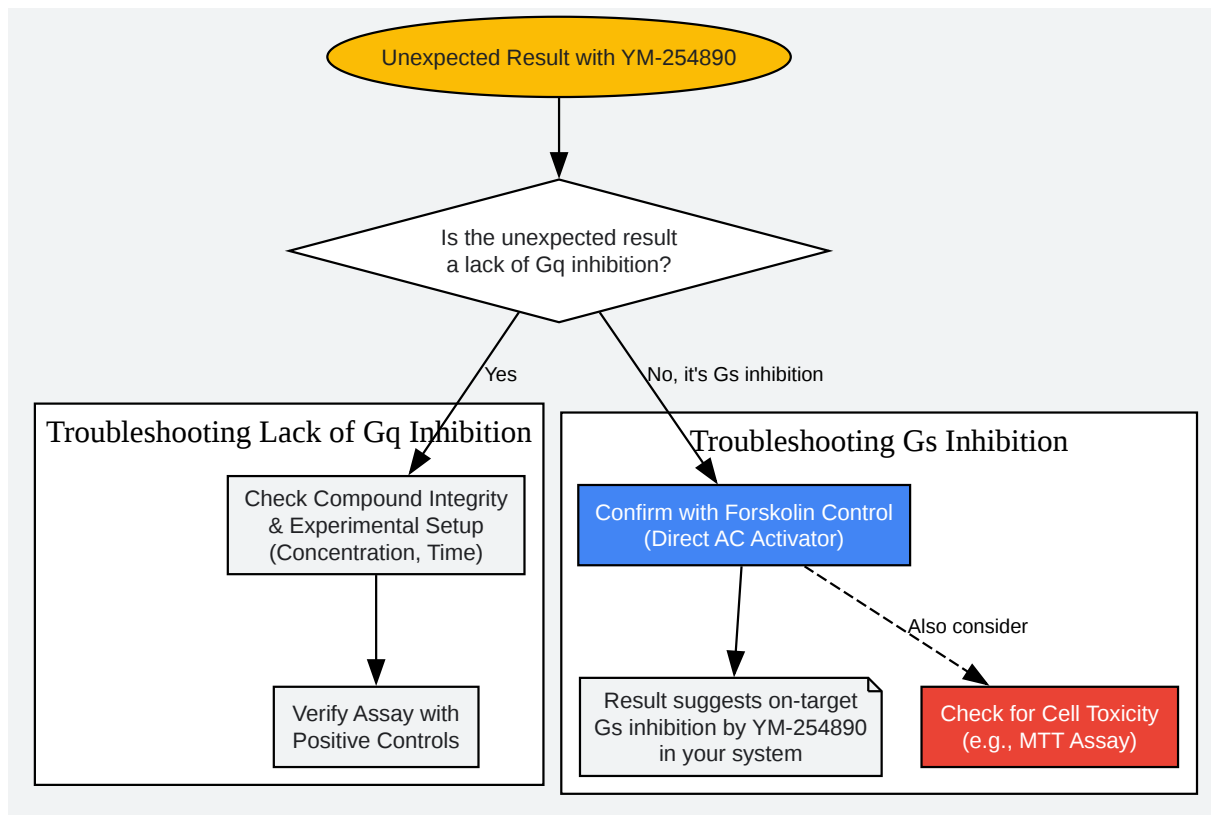 Unexpected Result with YM-254890
Is the unexpected result
a lack of Gq inhibition?
Yes
No, it's Gs inhibition
Troubleshooting Lack of Gq Inhibition
Check Compound Integrity
& Experimental Setup
(Concentration, Time)
Verify Assay with
Positive Controls
Troubleshooting Gs Inhibition
Confirm with Forskolin Control
(Direct AC Activator)
Also consider
Result suggests on-target
Gs inhibition by YM-254890
in your system
Check for Cell Toxicity
(e.g., MTT Assay)